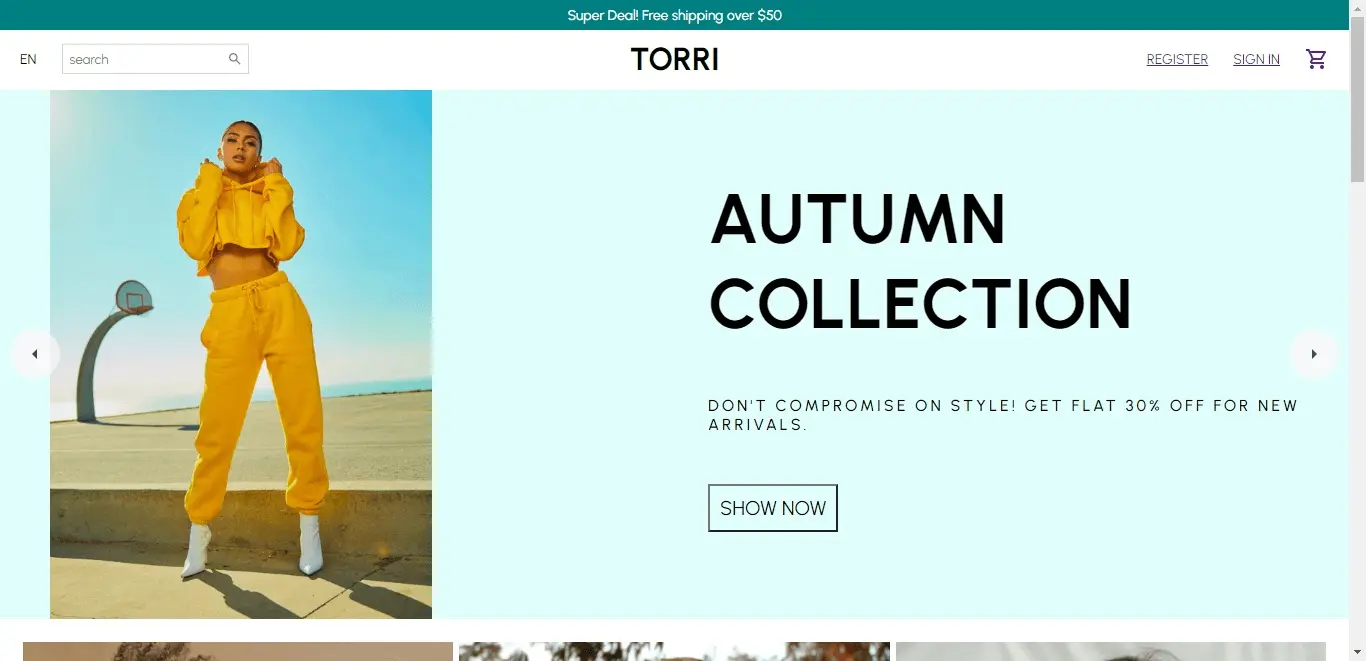 Super Deal! Free shipping over $50
EN
search
TORRI
REGISTER
SIGN IN
AUTUMN
COLLECTION
DON'T COMPROMISE ON STYLE! GET FLAT 30% OFF FOR NEW
ARRIVALS.
SHOW NOW